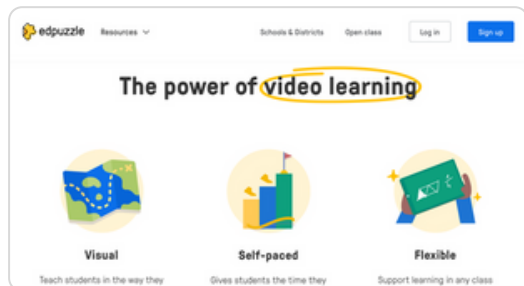 edpuzzle Resources Schools & Districts Open class Log in Sign up
The power of video learning
Visual Self-paced Flexible
Teach students in the way they Gives students the time they Support learning in any class